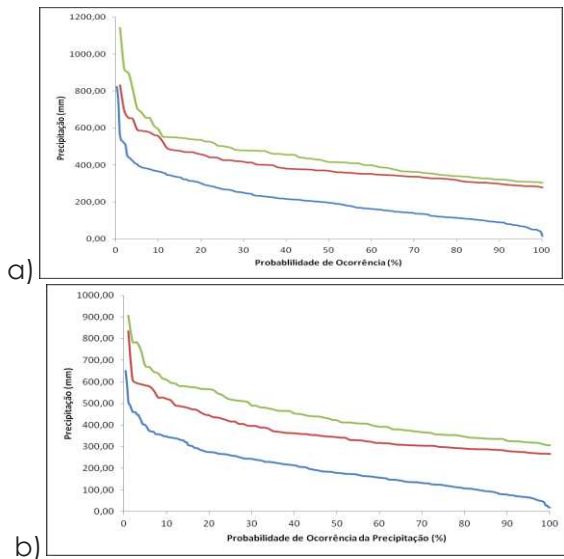 1200,00
1000,00
800,00
600,00
400,00
200,00
0,00
Precipitação (mm)
0 10 20 30 40 50 60 70 80 90 100
Probablilidade de Ocorrência (%)
a)
1000,00
900,00
800,00
700,00
600,00
500,00
400,00
300,00
200,00
100,00
0,00
Precipitação (mm)
0 10 20 30 40 50 60 70 80 90 100
Probabilidade de Ocorrência da Precipitação (%)
b)